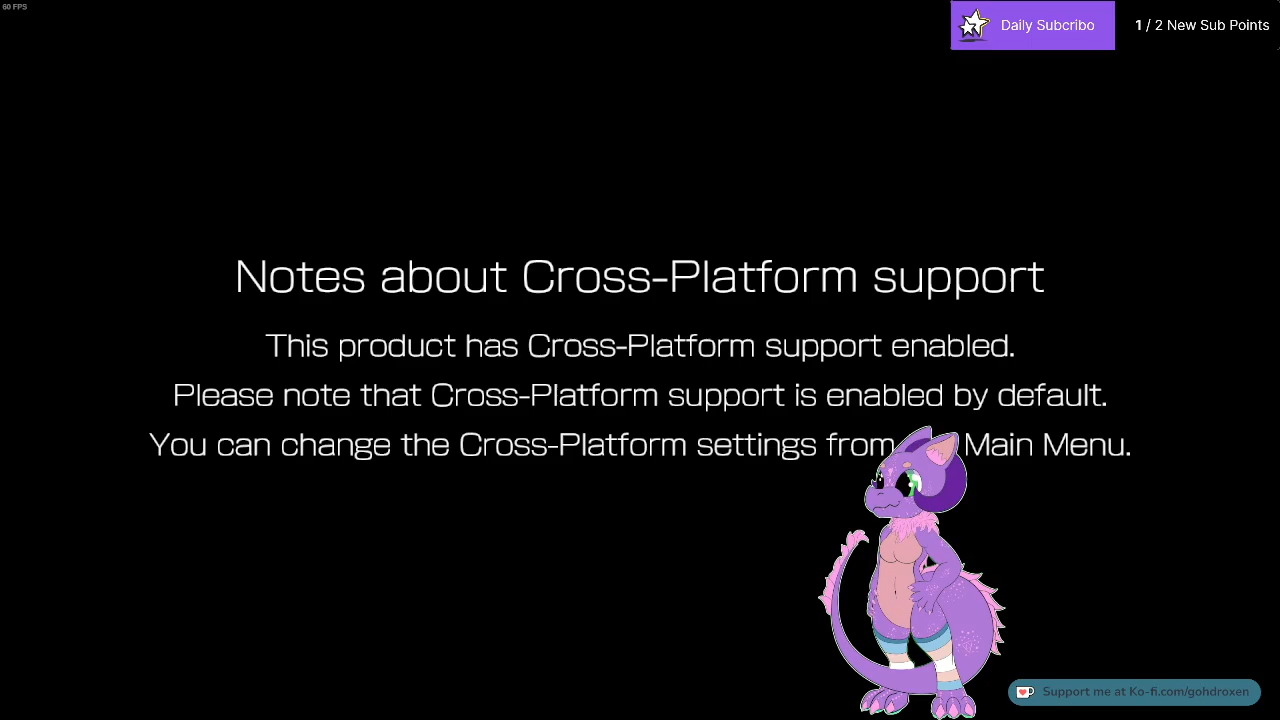 60 FPS
Daily Subcribo
1 / 2 New Sub Points
Notes about Cross-Platform support
This product has Cross-Platform support enabled.
Please note that Cross-Platform support is enabled by default.
You can change the Cross-Platform settings from Main Menu.
Support me at Ko-fi.com/gohdroxen